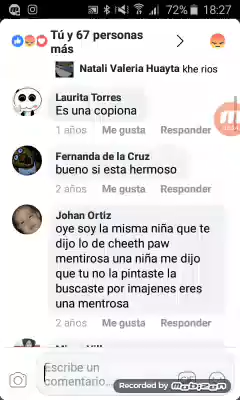 72% 18:27
Tú y 67 personas
más
Natali Valeria Huayta khe rios
Laurita Torres
Es una copiona
1 años Me gusta Responder
Fernanda de la Cruz
bueno si esta hermoso
2 años Me gusta Responder
Johan Ortiz
oye soy la misma niña que te
dijo lo de cheeth paw
mentirosa una niña me dijo
que tu no la pintaste la
buscaste por imajenes eres
una mentrosa
2 años Me gusta Responder
Escribe un
comentario...
GIF
Recorded by Mobizen